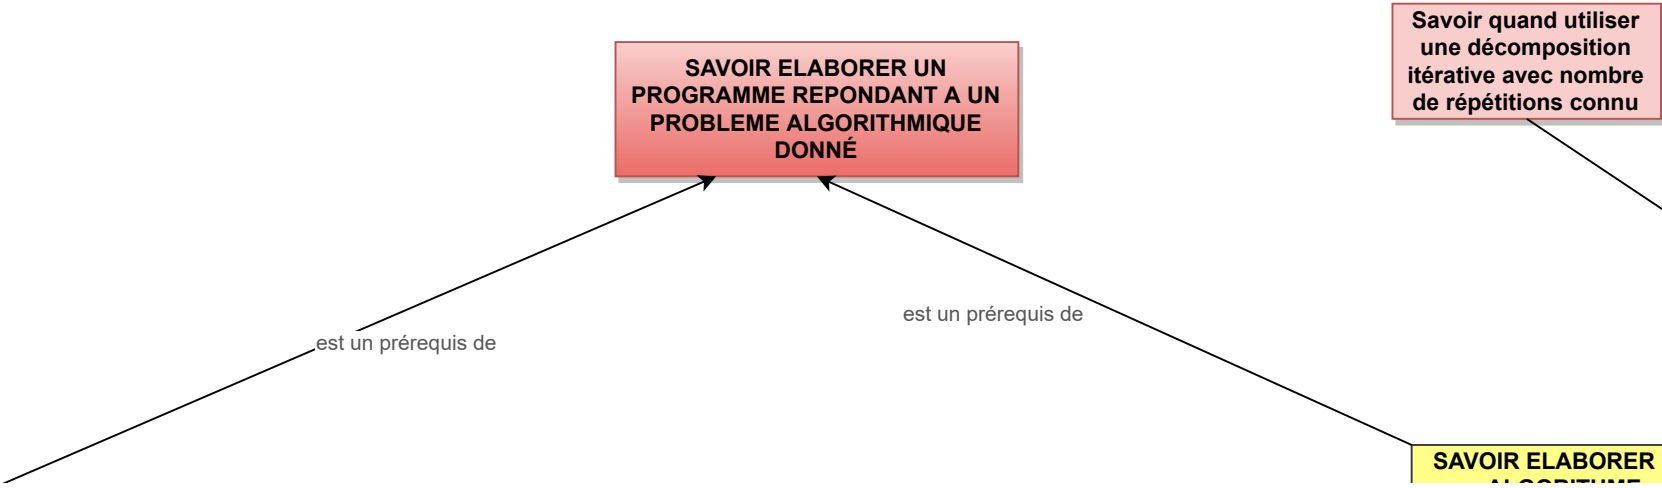 Savoir quand utiliser
une décomposition
itérative avec nombre
de répétitions connu
SAVOIR ELABORER UN
PROGRAMME REPONDANT A UN
PROBLEME ALGORITHMIQUE
DONNÉ
est un prérequis de
est un prérequis de
SAVOIR ELABORER